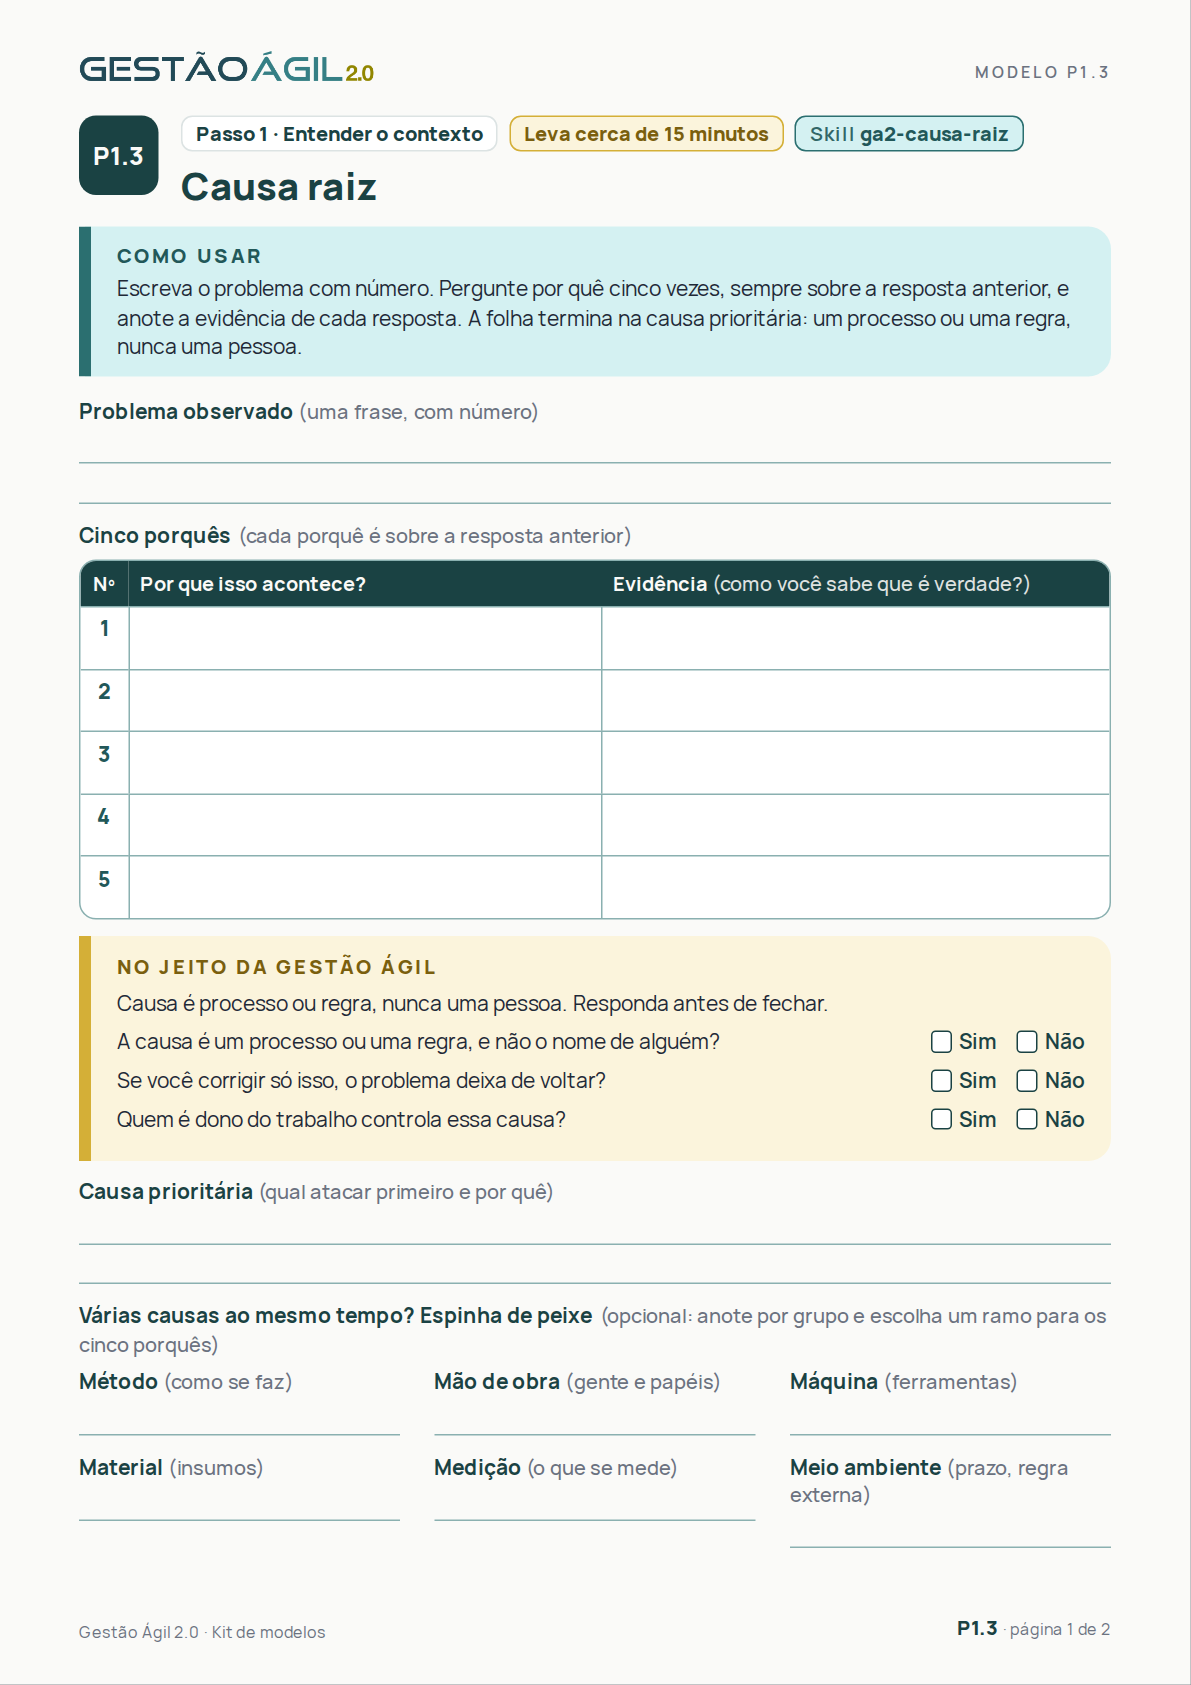 GESTÃO ÁGIL 2.0
MODELO P1.3
P1.3
Passo 1 · Entender o contexto
Leva cerca de 15 minutos
Skill ga2-causa-raiz
Causa raiz
COMO USAR
Escreva o problema com número. Pergunte por quê cinco vezes, sempre sobre a resposta anterior, e
anote a evidência de cada resposta. A folha termina na causa prioritária: um processo ou uma regra,
nunca uma pessoa.
Problema observado (uma frase, com número)
Cinco porquês (cada porquê é sobre a resposta anterior)
Nº Por que isso acontece? Evidência (como você sabe que é verdade?)
1
2
3
4
5
NO JEITO DA GESTÃO ÁGIL
Causa é processo ou regra, nunca uma pessoa. Responda antes de fechar.
A causa é um processo ou uma regra, e não o nome de alguém? Sim Não
Se você corrigir só isso, o problema deixa de voltar? Sim Não
Quem é dono do trabalho controla essa causa? Sim Não
Causa prioritária (qual atacar primeiro e por quê)
Várias causas ao mesmo tempo? Espinha de peixe (opcional: anote por grupo e escolha um ramo para os
cinco porquês)
Método (como se faz) Mão de obra (gente e papéis) Máquina (ferramentas)
Material (insumos) Medição (o que se mede) Meio ambiente (prazo, regra
externa)
Gestão Ágil 2.0 · Kit de modelos
P1.3 · página 1 de 2